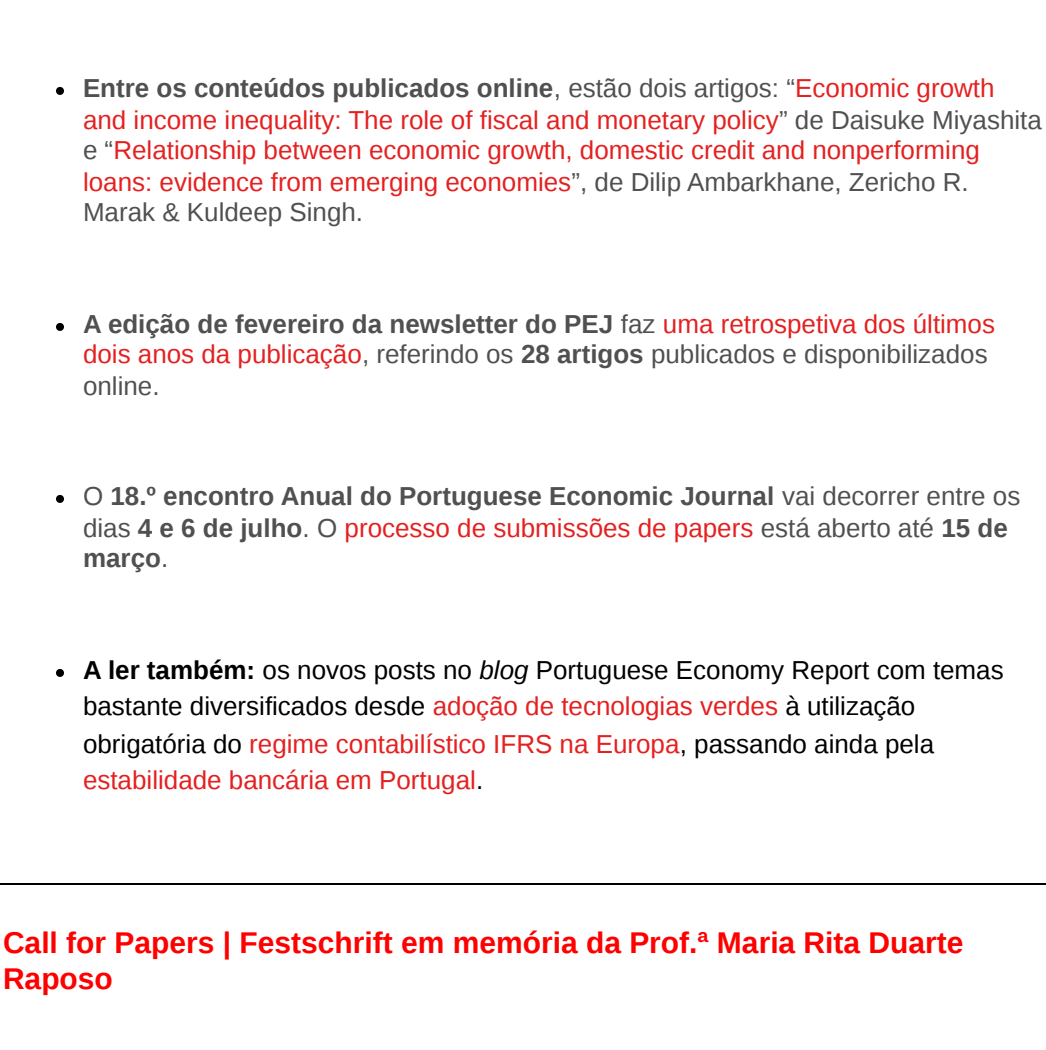 Entre os conteúdos publicados online, estão dois artigos: “Economic growth
and income inequality: The role of fiscal and monetary policy” de Daisuke Miyashita
e “Relationship between economic growth, domestic credit and nonperforming
loans: evidence from emerging economies”, de Dilip Ambarkhane, Zericho R.
Marak & Kuldeep Singh.
A edição de fevereiro da newsletter do PEJ faz uma retrospetiva dos últimos
dois anos da publicação, referindo os 28 artigos publicados e disponibilizados
online.
O 18.º encontro Anual do Portuguese Economic Journal vai decorrer entre os
dias 4 e 6 de julho. O processo de submissões de papers está aberto até 15 de
março.
A ler também: os novos posts no blog Portuguese Economy Report com temas
bastante diversificados desde adoção de tecnologias verdes à utilização
obrigatória do regime contabilístico IFRS na Europa, passando ainda pela
estabilidade bancária em Portugal.
Call for Papers | Festschrift em memória da Prof.ª Maria Rita Duarte
Raposo